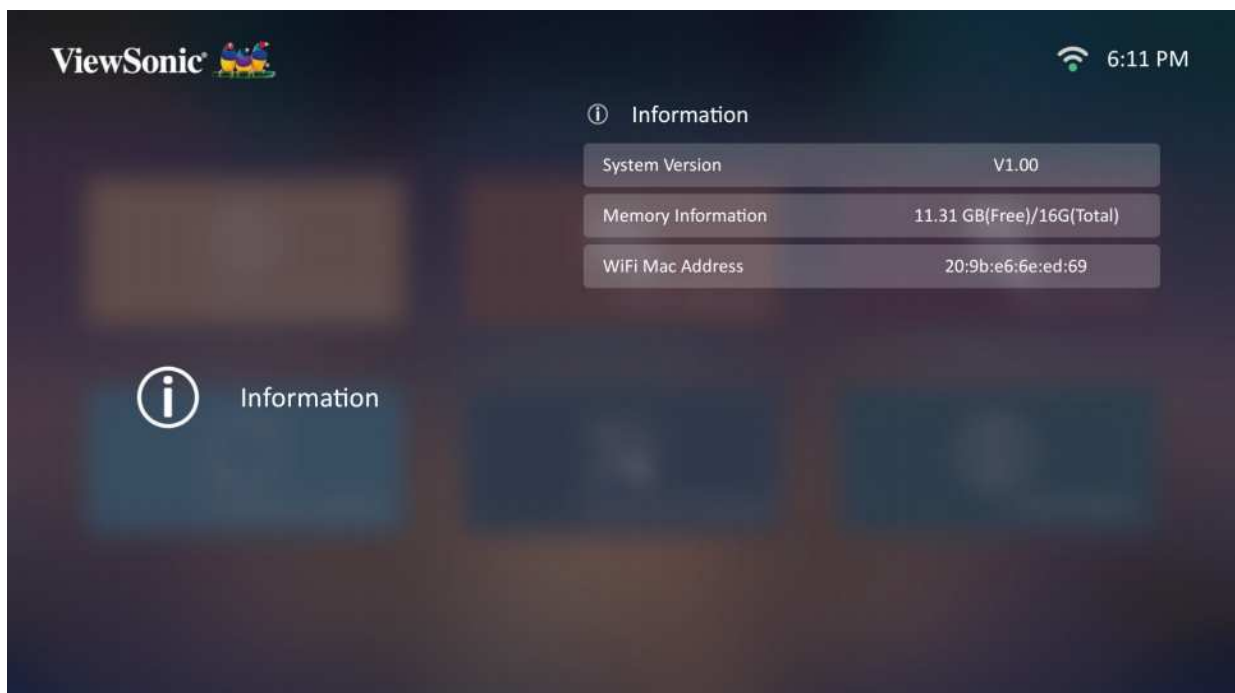 ViewSonic®
6:11 PM
Information
System Version V1.00
Memory Information 11.31 GB(Free)/16G(Total)
WiFi Mac Address 20:9b:e6:6e:ed:69
Information